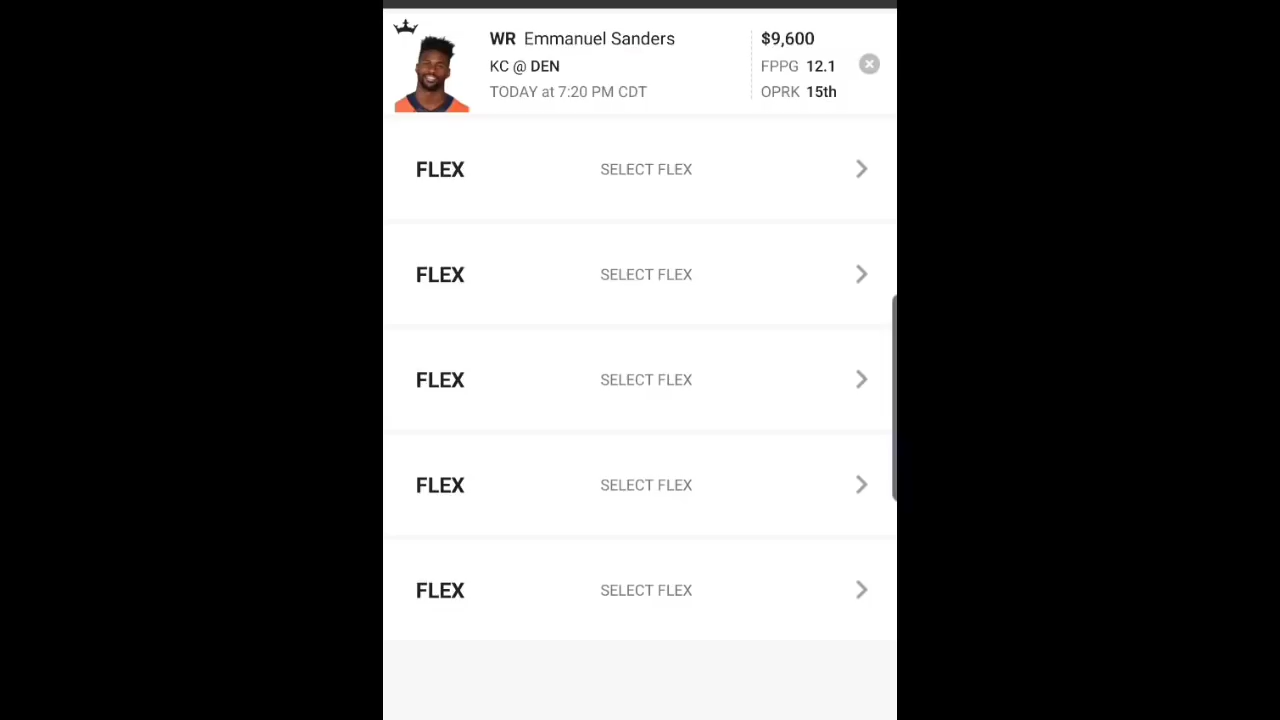 WR Emmanuel Sanders
KC @ DEN
TODAY at 7:20 PM CDT
$9,600
FPPG 12.1
OPRK 15th
FLEX SELECT FLEX
FLEX SELECT FLEX
FLEX SELECT FLEX
FLEX SELECT FLEX
FLEX SELECT FLEX